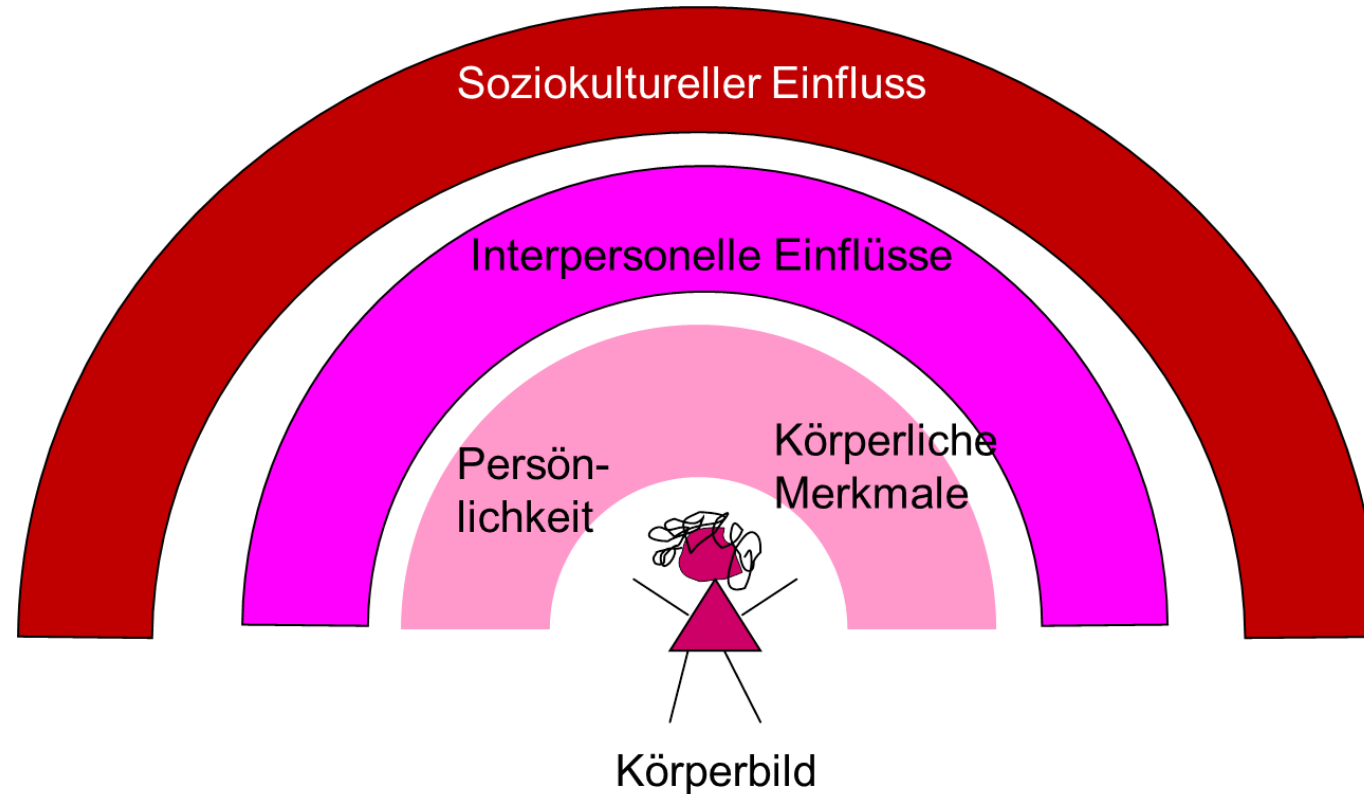 Soziokultureller Einfluss
Interpersonelle Einflüsse
Persön-
lichkeit
Körperliche
Merkmale
Körperbild